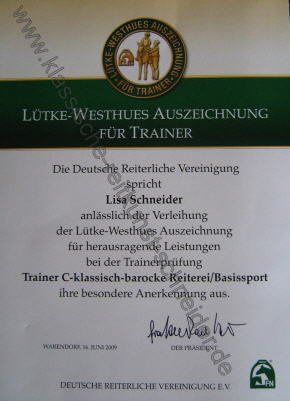 LÜTKE-WESTHUES AUSZEICHNUNG
· FÜR TRAINER ·
LÜTKE-WESTHUES AUSZEICHNUNG
FÜR TRAINER
Die Deutsche Reiterliche Vereinigung
spricht
Lisa Schneider
anlässlich der Verleihung
der Lütke-Westhues Auszeichnung
für herausragende Leistungen
bei der Trainerprüfung
Trainer C-klassisch-barocke Reiterei/Basissport
ihre besondere Anerkennung aus.
WARENDORF, 16. JUNI 2009
DER PRÄSIDENT
FN
DEUTSCHE REITERLICHE VEREINIGUNG E.V.